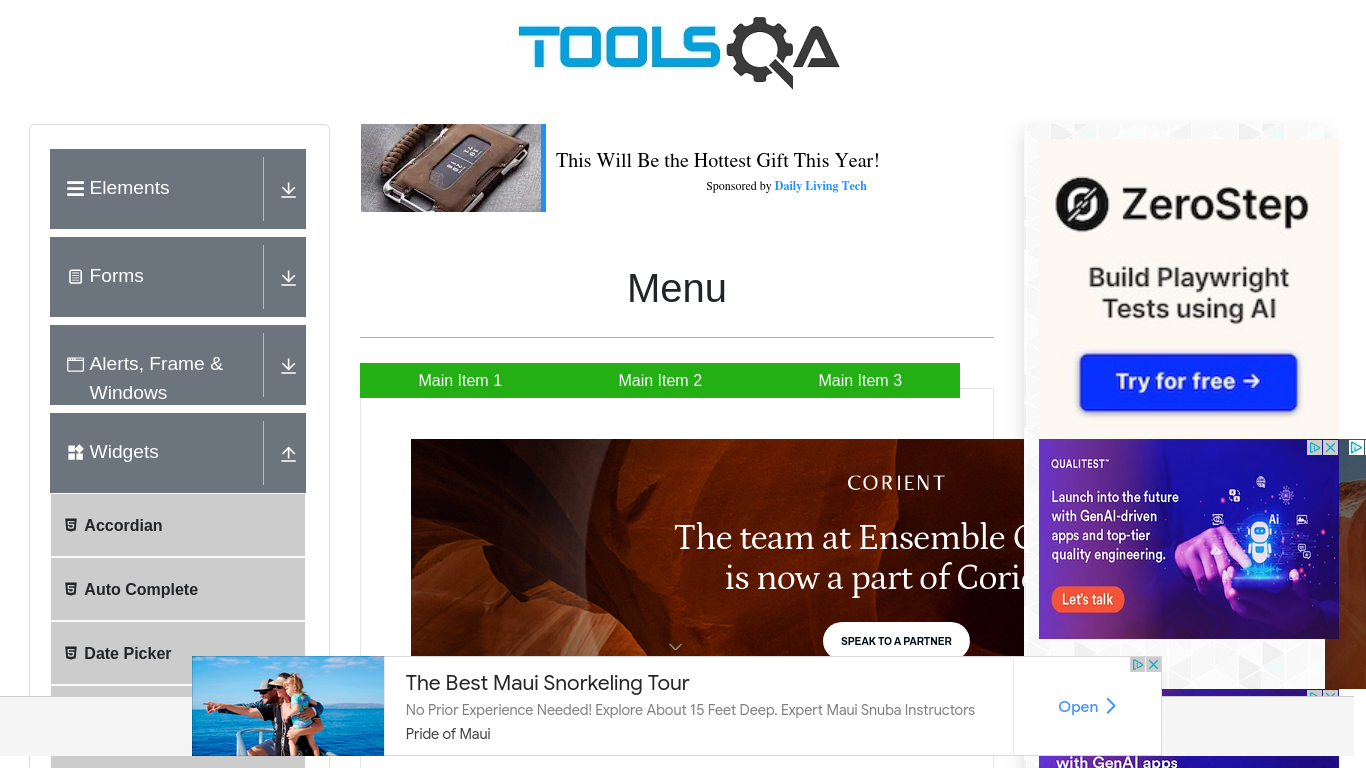 TOOLSQA
Elements
Forms
Alerts, Frame &
Windows
Widgets
Accordian
Auto Complete
Date Picker
This Will Be the Hottest Gift This Year!
Sponsored by Daily Living Tech
Menu
Main Item 1
Main Item 2
Main Item 3
CORIENT
The team at Ensemble
is now a part of Corie
SPEAK TO A PARTNER
ZeroStep
Build Playwright
Tests using AI
Try for free →
QUALITEST™
Launch into the future
with GenAI-driven
apps and top-tier
quality engineering.
Ai
Let's talk
The Best Maui Snorkeling Tour
No Prior Experience Needed! Explore About 15 Feet Deep. Expert Maui Snuba Instructors
Pride of Maui
Open
with GenAI apps